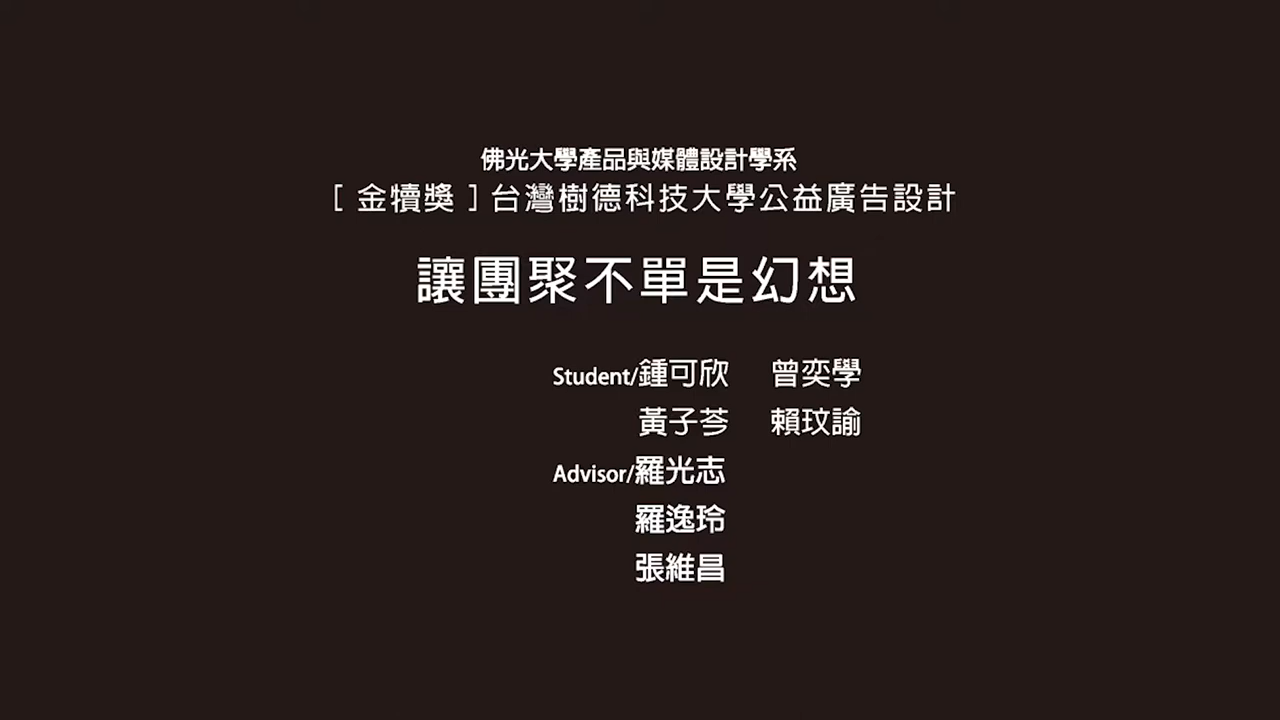 佛光大學產品與媒體設計學系
[ 金犢獎 ] 台灣樹德科技大學公益廣告設計
讓團聚不單是幻想
Student/鍾可欣 曾奕學
黃子芩 賴玟諭
Advisor/羅光志
羅逸玲
張維昌